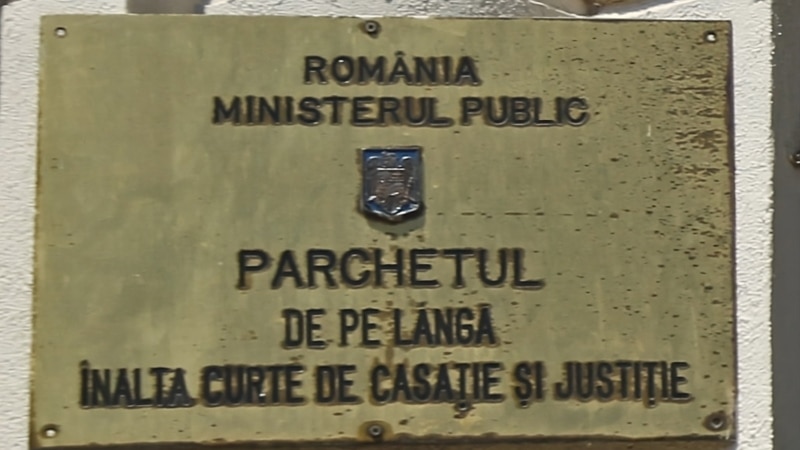 ROMÂNIA
MINISTERUL PUBLIC
PARCHETUL
DE PE LÂNGĂ
ÎNALTA CURTE DE CASAȚIE ȘI JUSTIȚIE